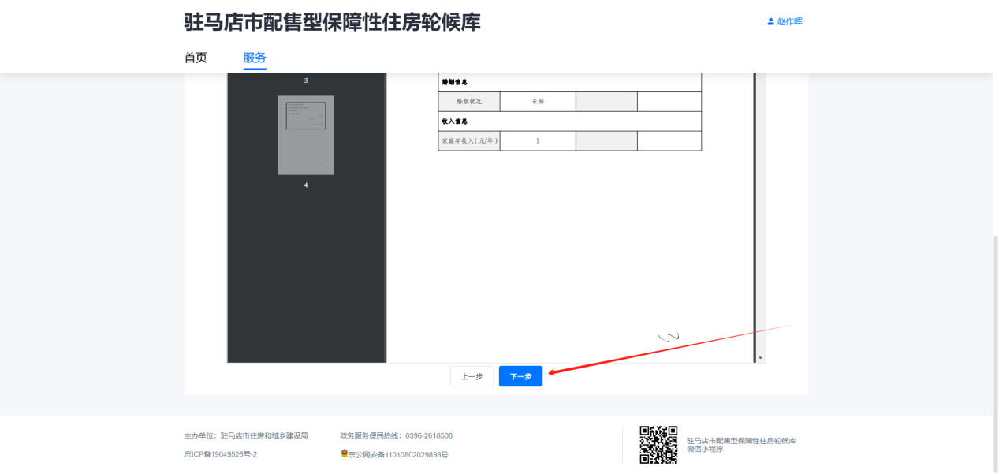 驻马店市配售型保障性住房轮候库
赵作晖
首页 服务
3
4
婚姻信息
婚姻状况 未婚
收入信息
家庭年收入(元/年) 1
上一步 下一步
主办单位：驻马店市住房和城乡建设局 政务服务便民热线：0396-2618508
京ICP备19049526号-2 京公网安备11010802029898号
驻马店市配售型保障性住房轮候库
微信小程序